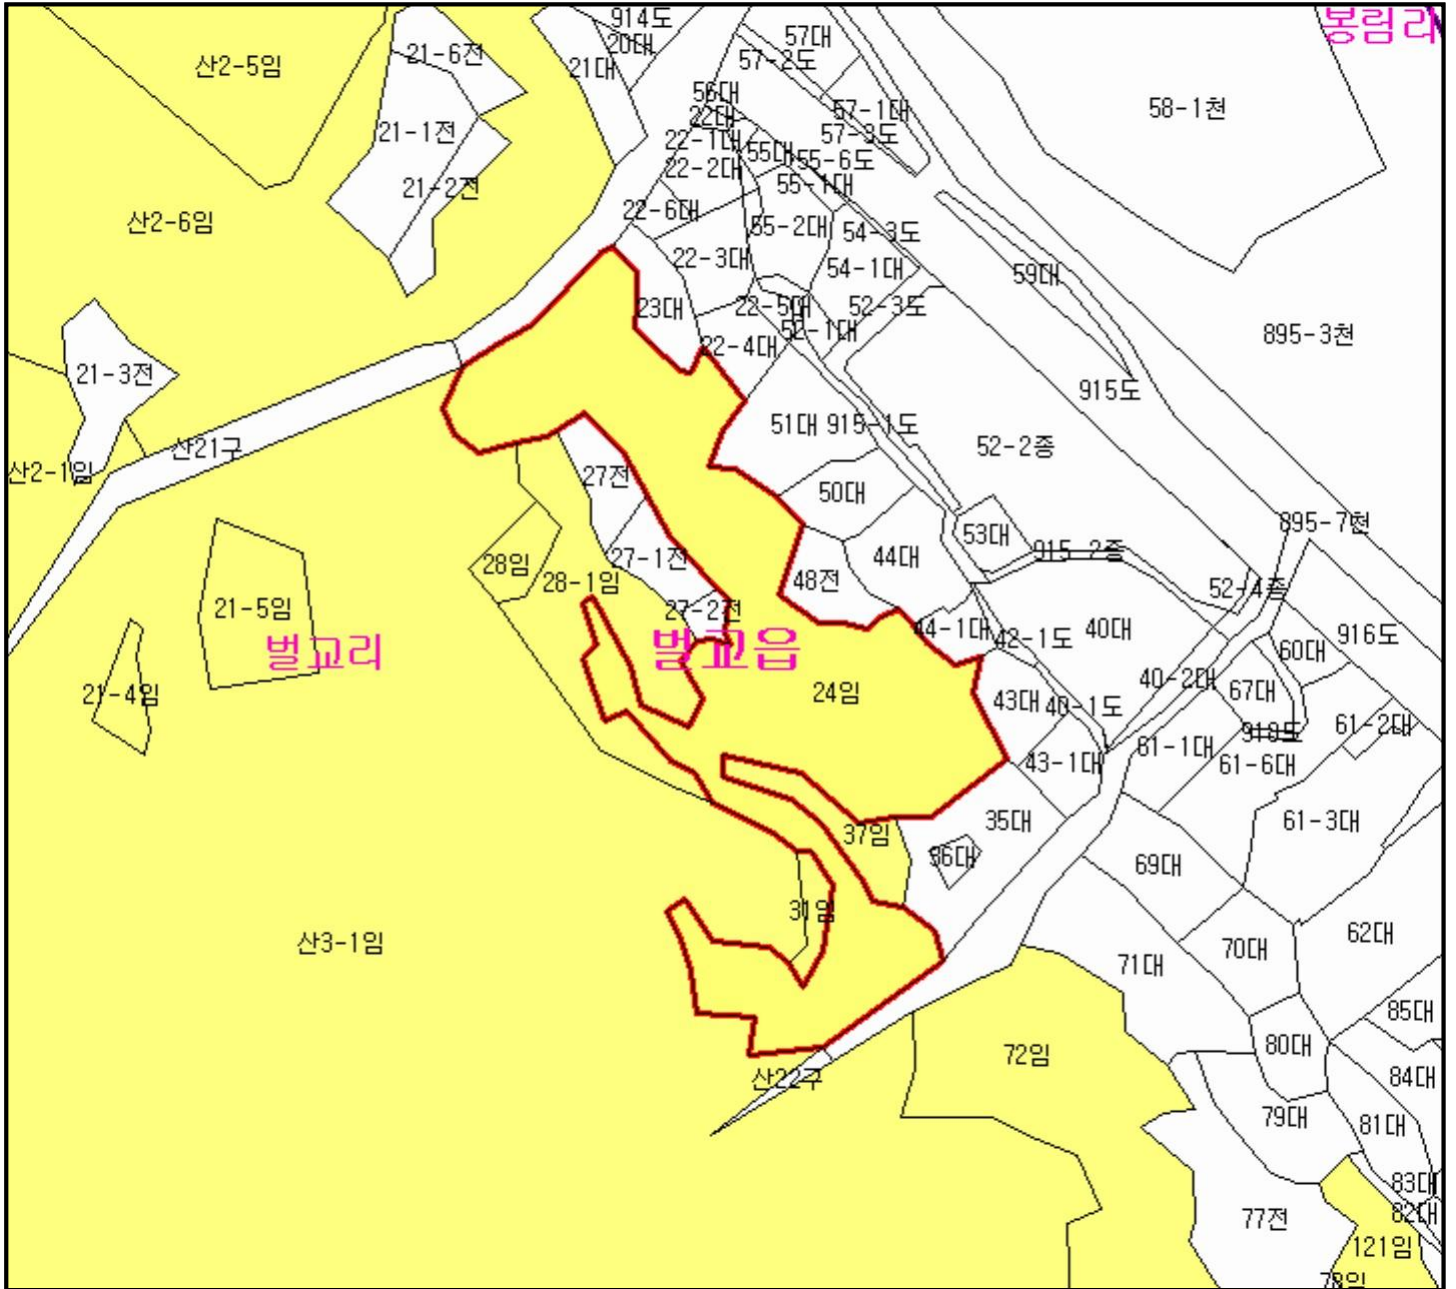 914도
57대
봉림리
20대
21-6전
57-2도
산2-5임
21대
56대
57-1대
58-1천
22대
21-1전
22-1대
57-3도
55대
55-6도
22-2대
55-1대
21-2전
22-6대
산2-6임
55-2대
54-3도
22-3대
54-1대
59대
23대
22-5대
52-3도
52-1대
895-3천
22-4대
21-3전
915도
51대
915-1도
산21구
52-2종
산2-1임
27전
50대
895-7천
53대
915-2종
44대
27-1전
28임
28-1임
48전
52-4종
21-5임
27-2전
44-1대
42-1도
40대
916도
벌교리
벌교읍
60대
40-2대
21-4임
24임
43대
40-1도
67대
61-2대
918도
61-1대
43-1대
61-6대
35대
61-3대
37임
36대
69대
31임
산3-1임
62대
70대
71대
85대
80대
72임
산22구
84대
79대
81대
83대
77전
82대
121임
78임